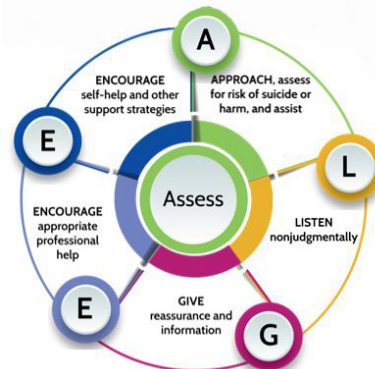 A
APPROACH, assess
for risk of suicide or
harm, and assist
L
LISTEN
nonjudgmentally
G
GIVE
reassurance and
information
E
ENCOURAGE
appropriate
professional
help
E
ENCOURAGE
self-help and other
support strategies
Assess